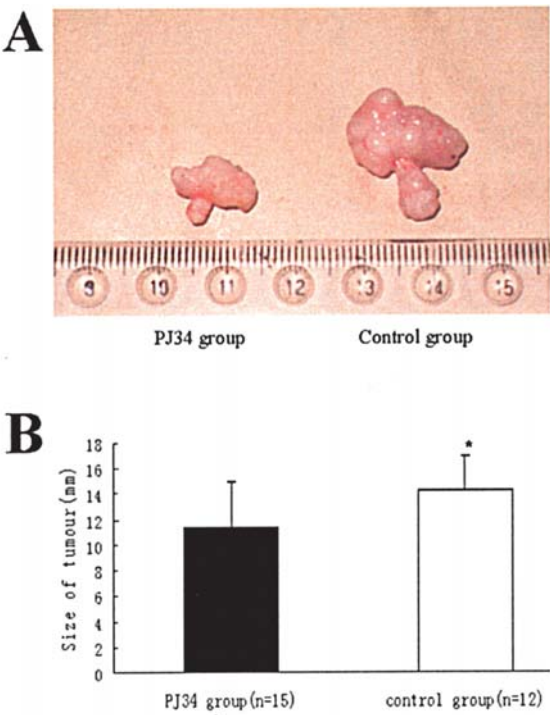 A
9 10 11 12 13 14 15
PJ34 group Control group
B
Size of tumour(mm)
18
16
14
12
10
8
6
4
2
0
*
PJ34 group(n=15) control group(n=12)